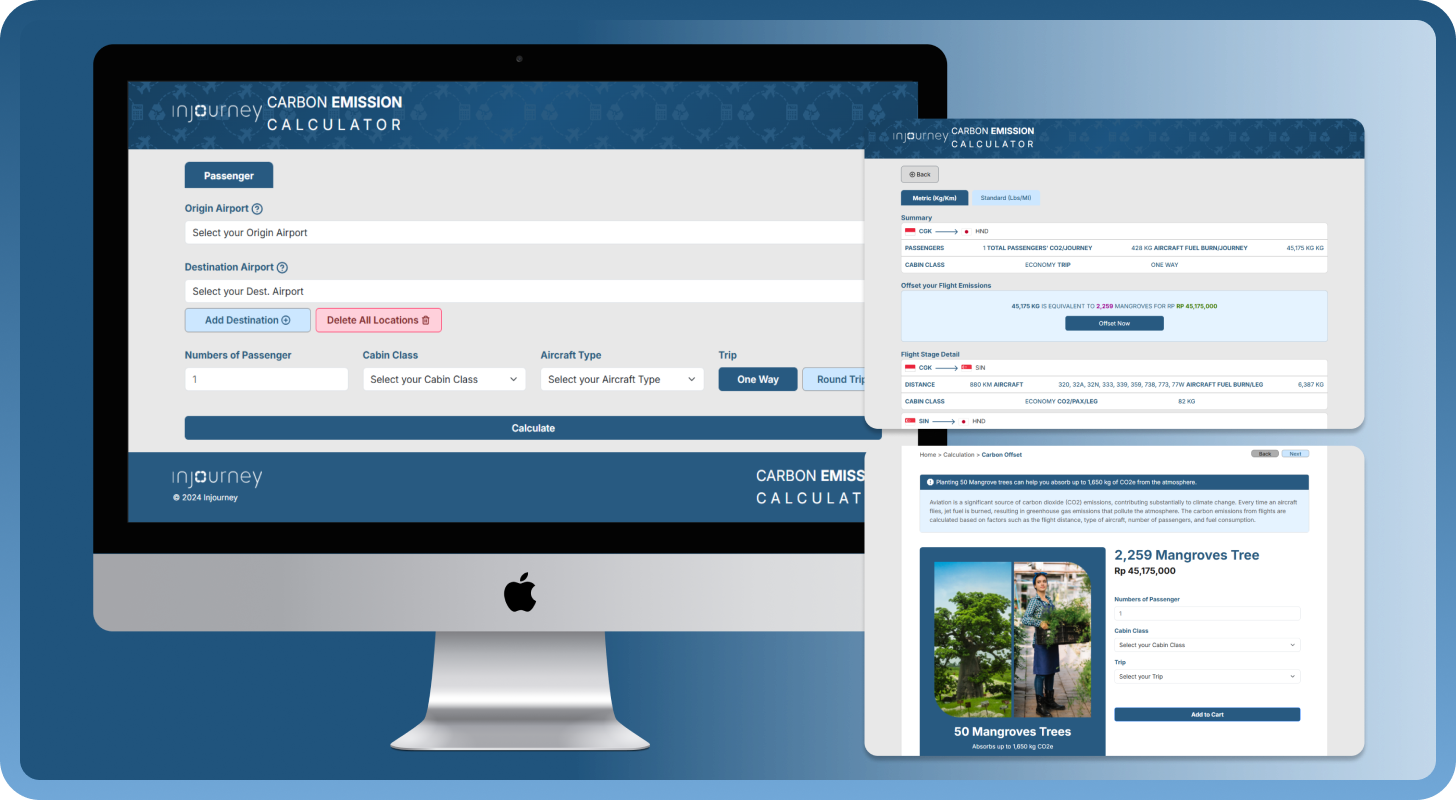 injourney CARBON EMISSION
CALCULATOR
Passenger
Origin Airport
Select your Origin Airport
Destination Airport
Select your Dest. Airport
Add Destination
Delete All Locations
Numbers of Passenger
Cabin Class
Aircraft Type
Trip
1
Select your Cabin Class
Select your Aircraft Type
One Way
Round Trip
Calculate
injourney
© 2024 Injourney
CARBON EMISS
CALCULAT
injourney CARBON EMISSION
CALCULATOR
Back
Metric (Kg/Km)
Standard (Lbs/MI)
Summary
CGK HND
PASSENGERS 1 TOTAL PASSENGERS' CO2/JOURNEY 428 KG AIRCRAFT FUEL BURN/JOURNEY 45,175 KG KG
CABIN CLASS ECONOMY TRIP ONE WAY
Offset your Flight Emissions
45,175 KG IS EQUIVALENT TO 2,259 MANGROVES FOR RP RP 45,175,000
Offset Now
Flight Stage Detail
CGK SIN
DISTANCE 880 KM AIRCRAFT 320, 32A, 32N, 333, 339, 359, 738, 773, 77W AIRCRAFT FUEL BURN/LEG 6,387 KG
CABIN CLASS ECONOMY CO2/PAX/LEG 82 KG
SIN HND
Home > Calculation > Carbon Offset
Back
Next
Planting 50 Mangrove trees can help you absorb up to 1,650 kg of CO2e from the atmosphere.
Aviation is a significant source of carbon dioxide (CO2) emissions, contributing substantially to climate change. Every time an aircraft
flies, jet fuel is burned, resulting in greenhouse gas emissions that pollute the atmosphere. The carbon emissions from flights are
calculated based on factors such as the flight distance, type of aircraft, number of passengers, and fuel consumption.
2,259 Mangroves Tree
Rp 45,175,000
Numbers of Passenger
1
Cabin Class
Select your Cabin Class
Trip
Select your Trip
Add to Cart
50 Mangroves Trees
Absorbs up to 1,650 kg CO2e